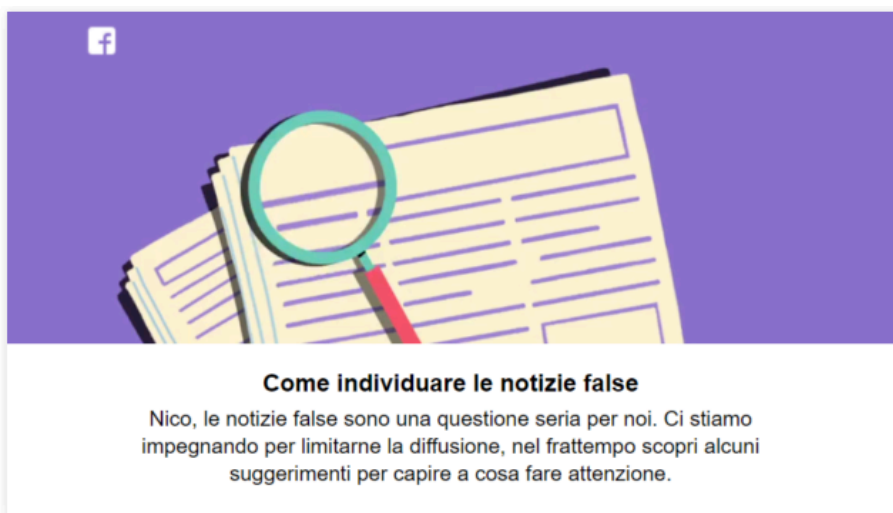 Come individuare le notizie false
Nico, le notizie false sono una questione seria per noi. Ci stiamo
impegnando per limitarne la diffusione, nel frattempo scopri alcuni
suggerimenti per capire a cosa fare attenzione.